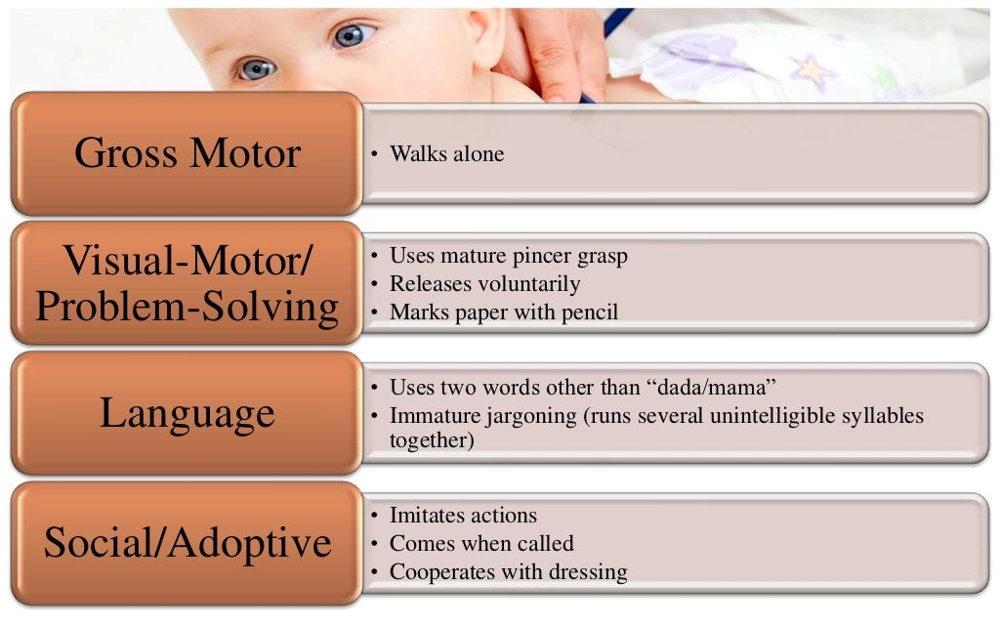 Gross Motor
• Walks alone
Visual-Motor/
Problem-Solving
• Uses mature pincer grasp
• Releases voluntarily
• Marks paper with pencil
Language
• Uses two words other than “dada/mama”
• Immature jargoning (runs several unintelligible syllables
together)
Social/Adoptive
• Imitates actions
• Comes when called
• Cooperates with dressing